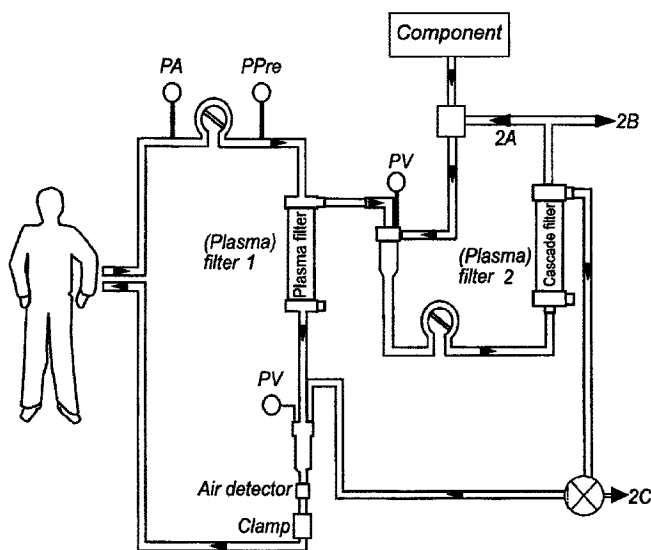 Component
PA
PPre
2A
2B
PV
(Plasma)
filter 1
Plasma filter
(Plasma)
filter 2
Cascade filter
PV
Air detector
Clamp
2C